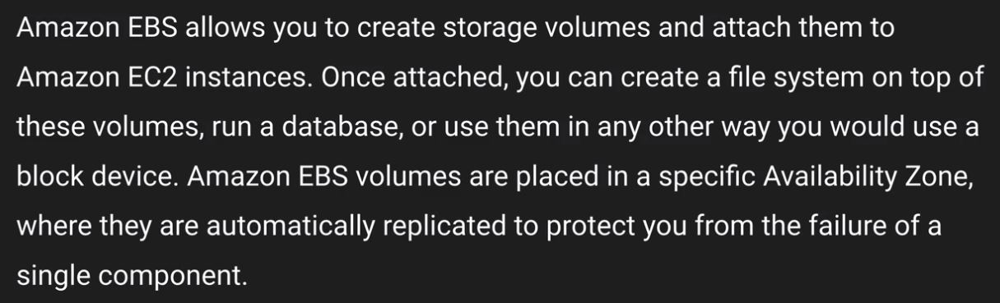 Amazon EBS allows you to create storage volumes and attach them to
Amazon EC2 instances. Once attached, you can create a file system on top of
these volumes, run a database, or use them in any other way you would use a
block device. Amazon EBS volumes are placed in a specific Availability Zone,
where they are automatically replicated to protect you from the failure of a
single component.